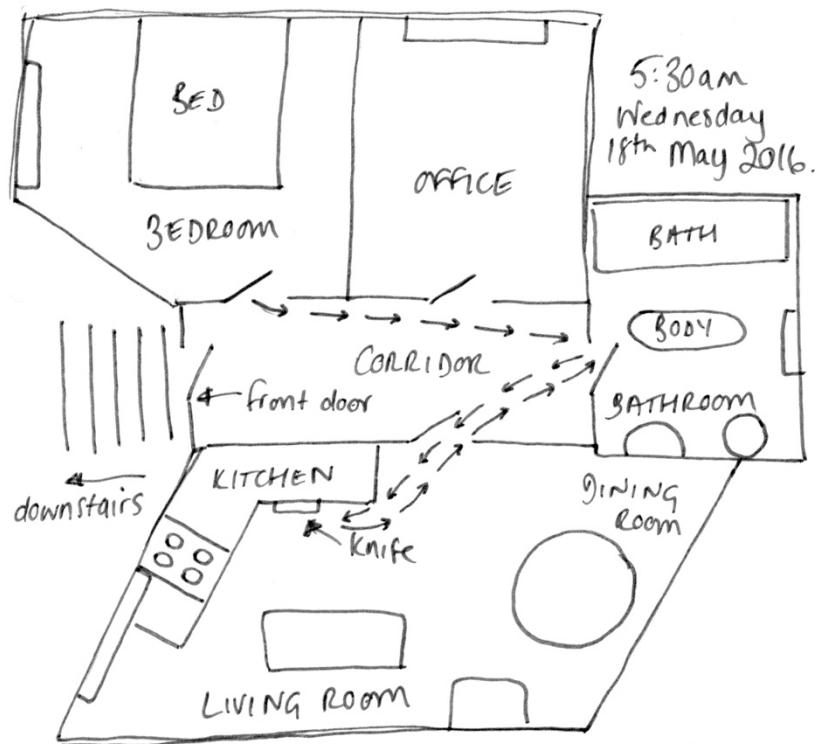 BED
5:30am
Wednesday
18th May 2016.
OFFICE
BEDROOM
BATH
BODY
CORRIDOR
front door
BATHROOM
KITCHEN
downstairs
DINING
ROOM
Knife
LIVING ROOM